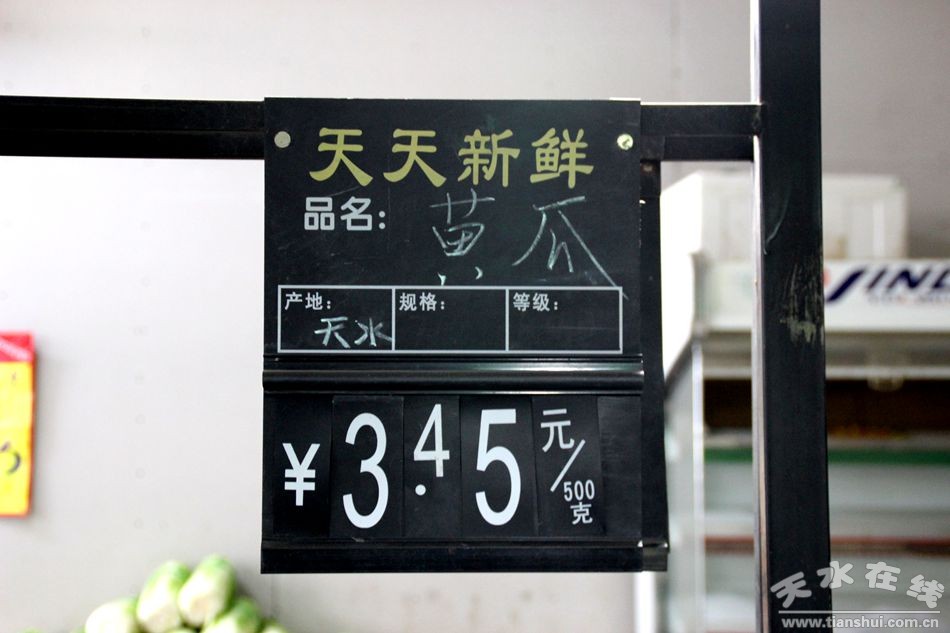 天天新鲜
品名: 黄瓜
产地: 天水 规格: 等级:
¥ 3.45 元/500克
天水在线
www.tianshui.com.cn